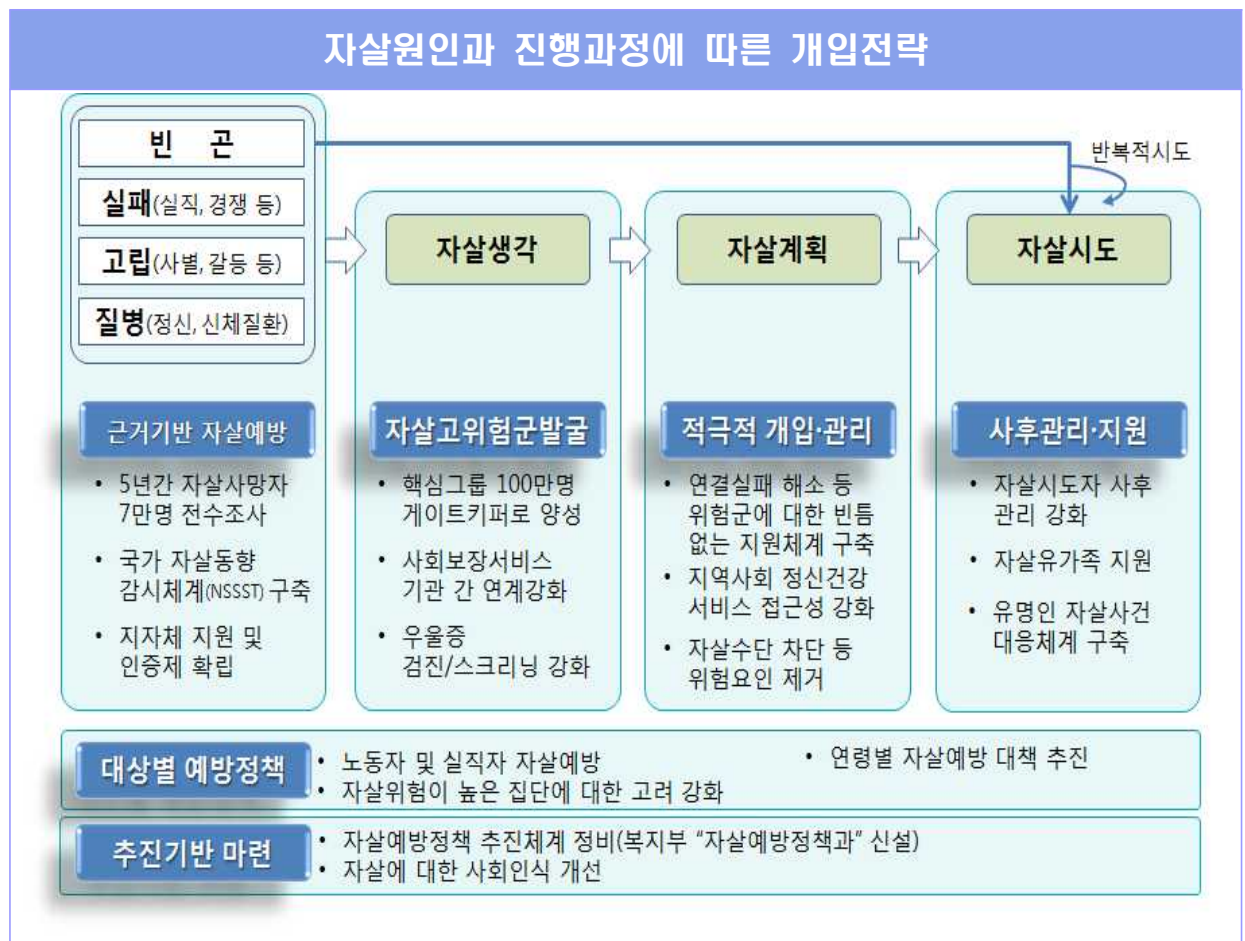 자살원인과 진행과정에 따른 개입전략
빈 곤
실패(실직, 경쟁 등)
고립(사별, 갈등 등)
질병(정신, 신체질환)
반복적시도
자살생각
자살계획
자살시도
근거기반 자살예방
• 5년간 자살사망자
7만명 전수조사
• 국가 자살동향
감시체계(NSSST) 구축
• 지자체 지원 및
인증제 확립
자살고위험군발굴
• 핵심그룹 100만명
게이트키퍼로 양성
• 사회보장서비스
기관 간 연계강화
• 우울증
검진/스크리닝 강화
적극적 개입·관리
• 연결실패 해소 등
위험군에 대한 빈틈
없는 지원체계 구축
• 지역사회 정신건강
서비스 접근성 강화
• 자살수단 차단 등
위험요인 제거
사후관리·지원
• 자살시도자 사후
관리 강화
• 자살유가족 지원
• 유명인 자살사건
대응체계 구축
대상별 예방정책
• 노동자 및 실직자 자살예방
• 연령별 자살예방 대책 추진
• 자살위험이 높은 집단에 대한 고려 강화
추진기반 마련
• 자살예방정책 추진체계 정비(복지부 “자살예방정책과” 신설)
• 자살에 대한 사회인식 개선